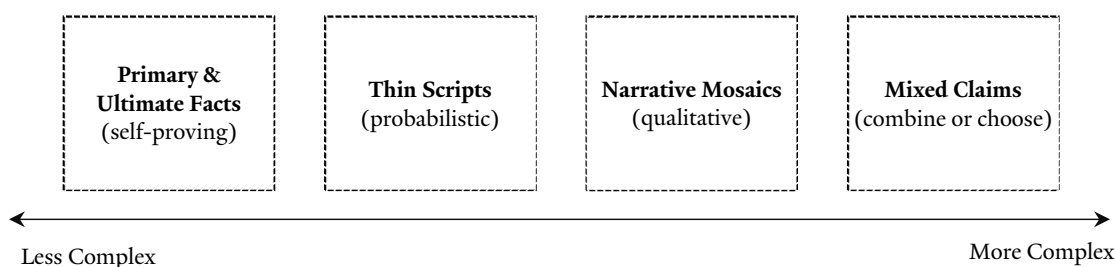 Primary &
Ultimate Facts
(self-proving)
Thin Scripts
(probabilistic)
Narrative Mosaics
(qualitative)
Mixed Claims
(combine or choose)
Less Complex
More Complex